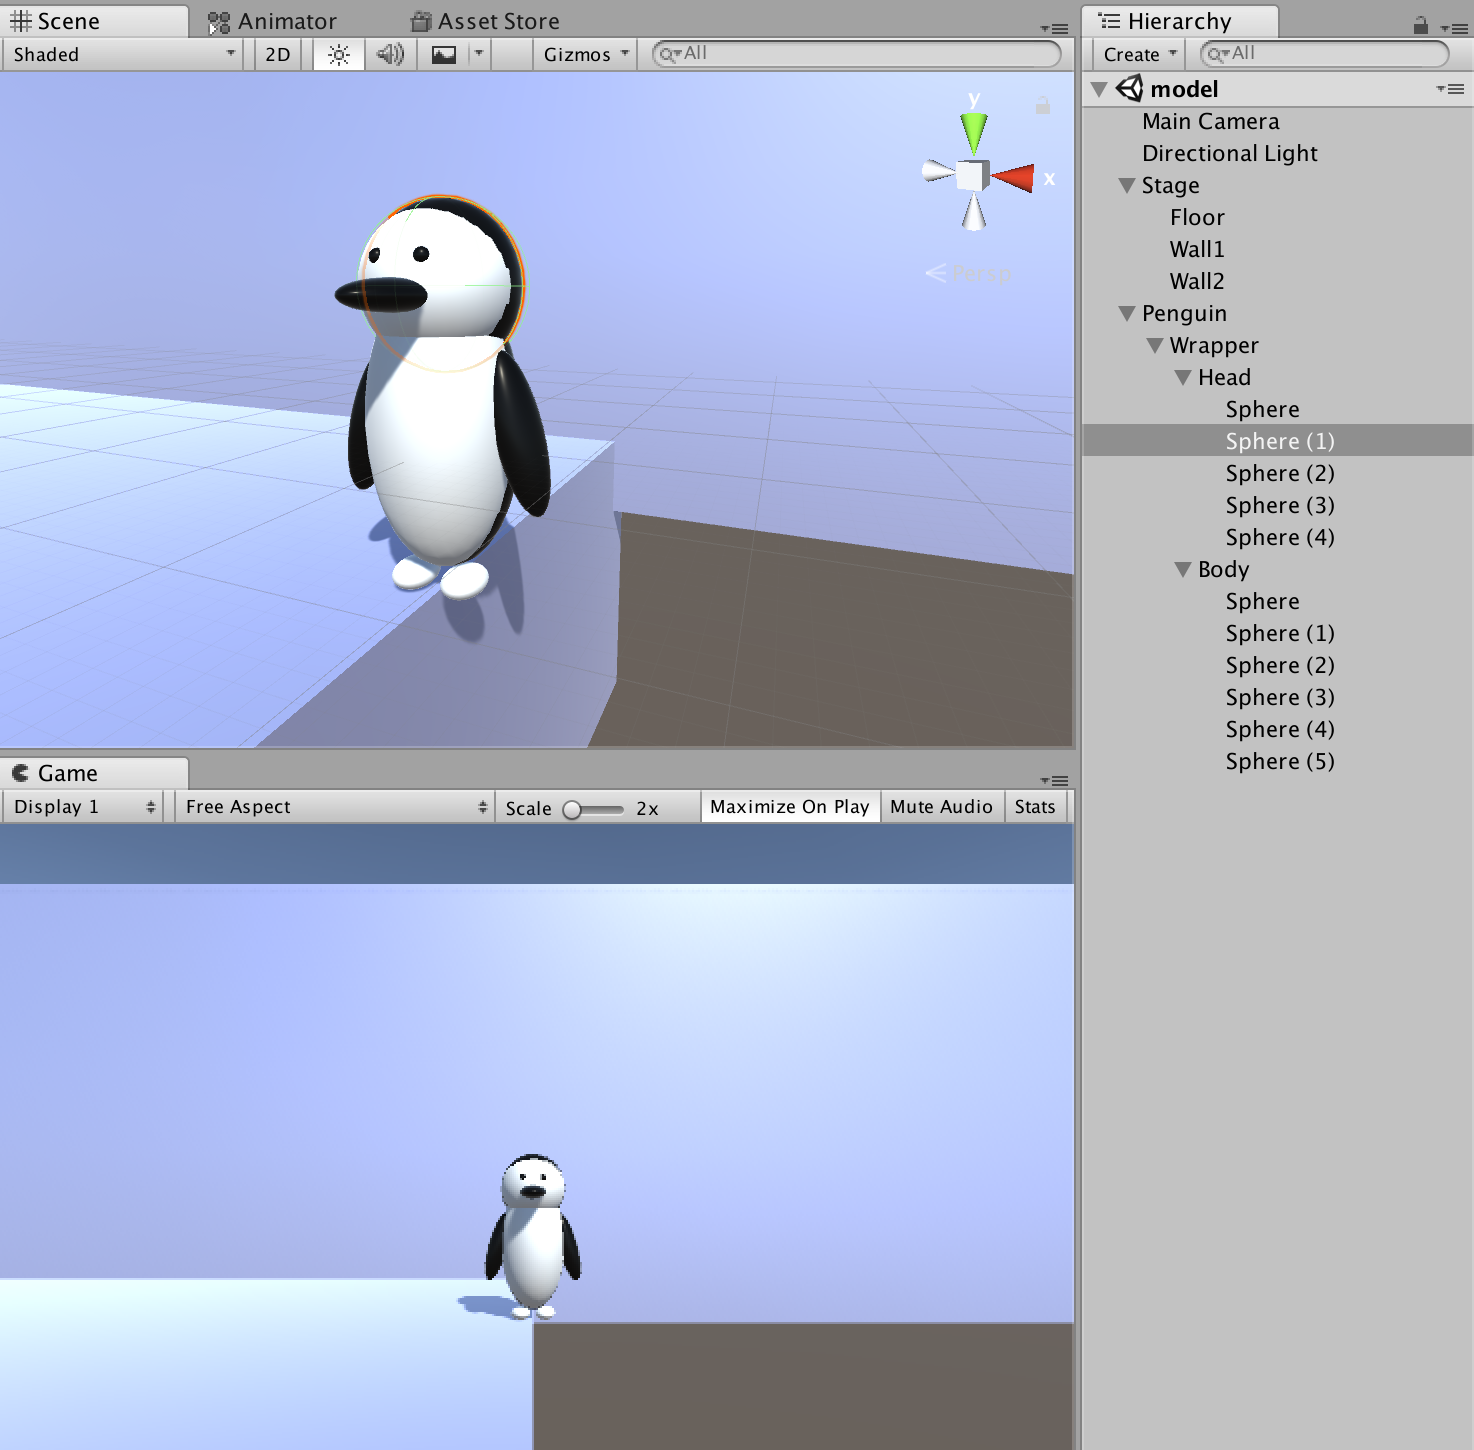 Scene Animator Asset Store
Shaded 2D Gizmos All
y
x
Persp
Game
Display 1 Free Aspect Scale 2x Maximize On Play Mute Audio Stats
Hierarchy
Create All
model
Main Camera
Directional Light
Stage
Floor
Wall1
Wall2
Penguin
Wrapper
Head
Sphere
Sphere (1)
Sphere (2)
Sphere (3)
Sphere (4)
Body
Sphere
Sphere (1)
Sphere (2)
Sphere (3)
Sphere (4)
Sphere (5)